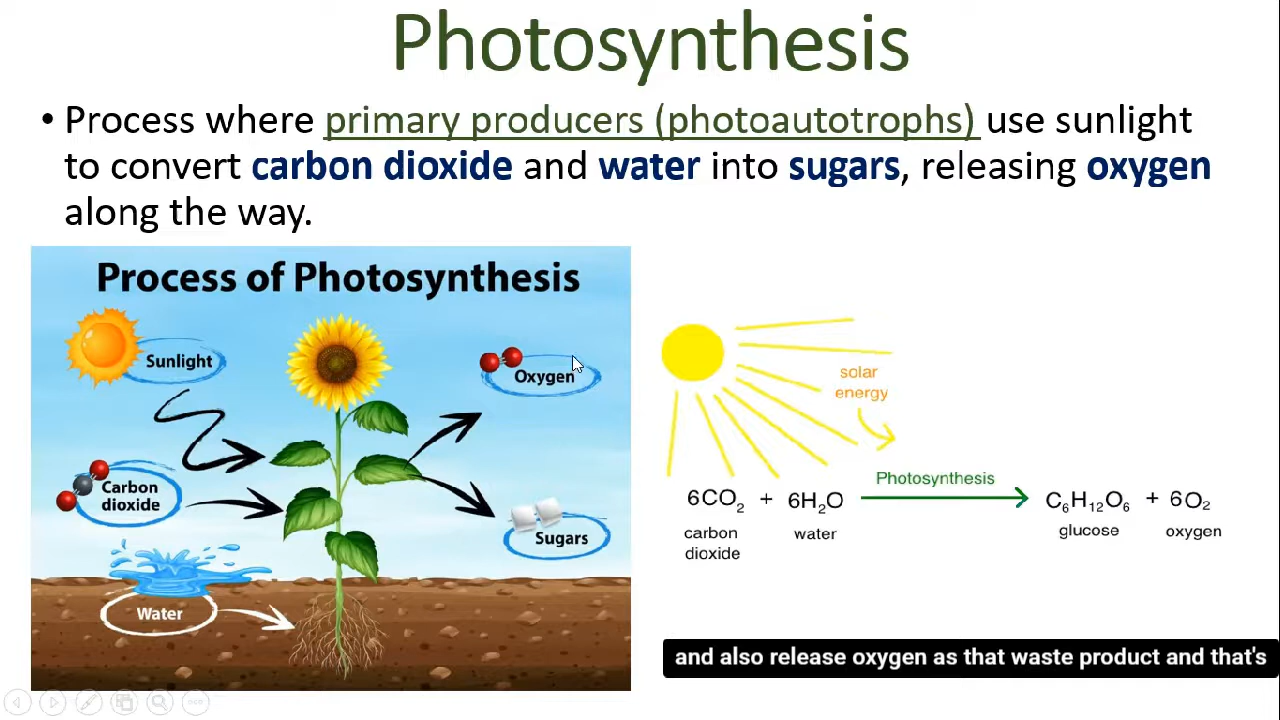 Photosynthesis
• Process where primary producers (photoautotrophs) use sunlight
to convert carbon dioxide and water into sugars, releasing oxygen
along the way.
Process of Photosynthesis
Sunlight
Oxygen
Carbon
dioxide
Sugars
Water
solar
energy
Photosynthesis
6CO₂ + 6H₂O C₆H₁₂O₆ + 6O₂
carbon
dioxide
water
glucose
oxygen
and also release oxygen as that waste product and that's